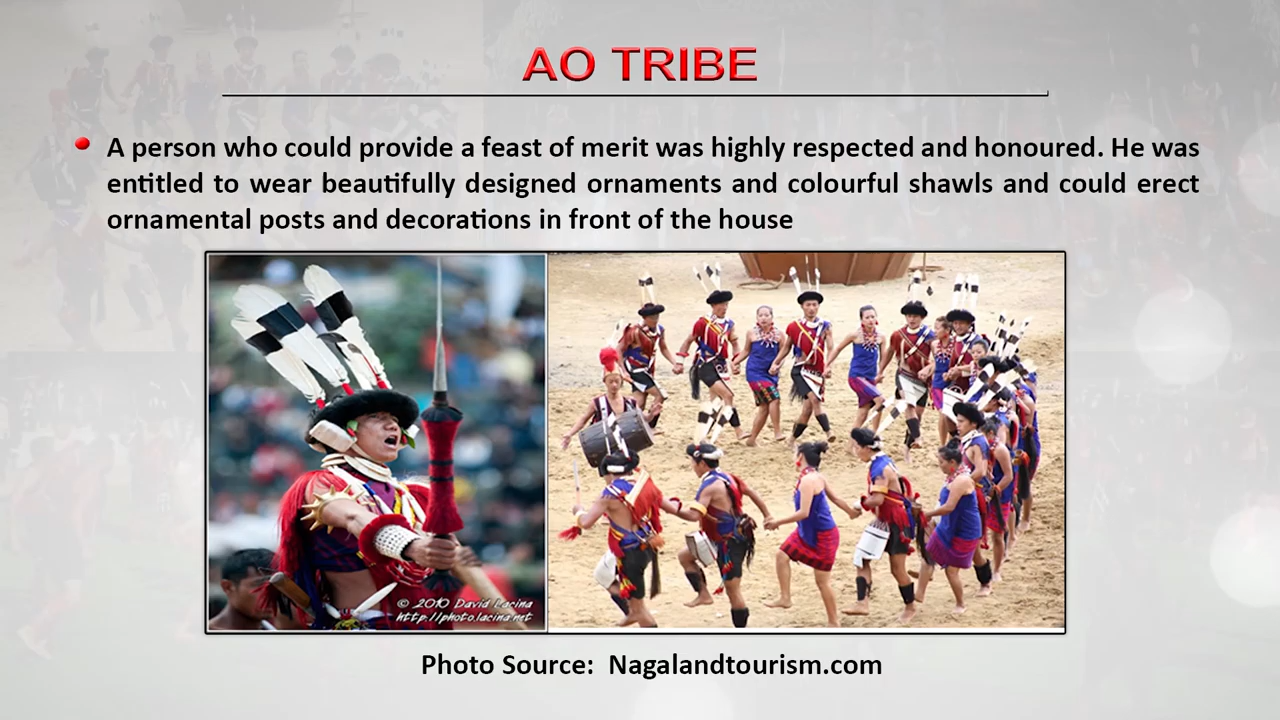 AO TRIBE
A person who could provide a feast of merit was highly respected and honoured. He was
entitled to wear beautifully designed ornaments and colourful shawls and could erect
ornamental posts and decorations in front of the house
© 2010 David Lacina
http://photo.lacina.net
Photo Source: Nagalandtourism.com